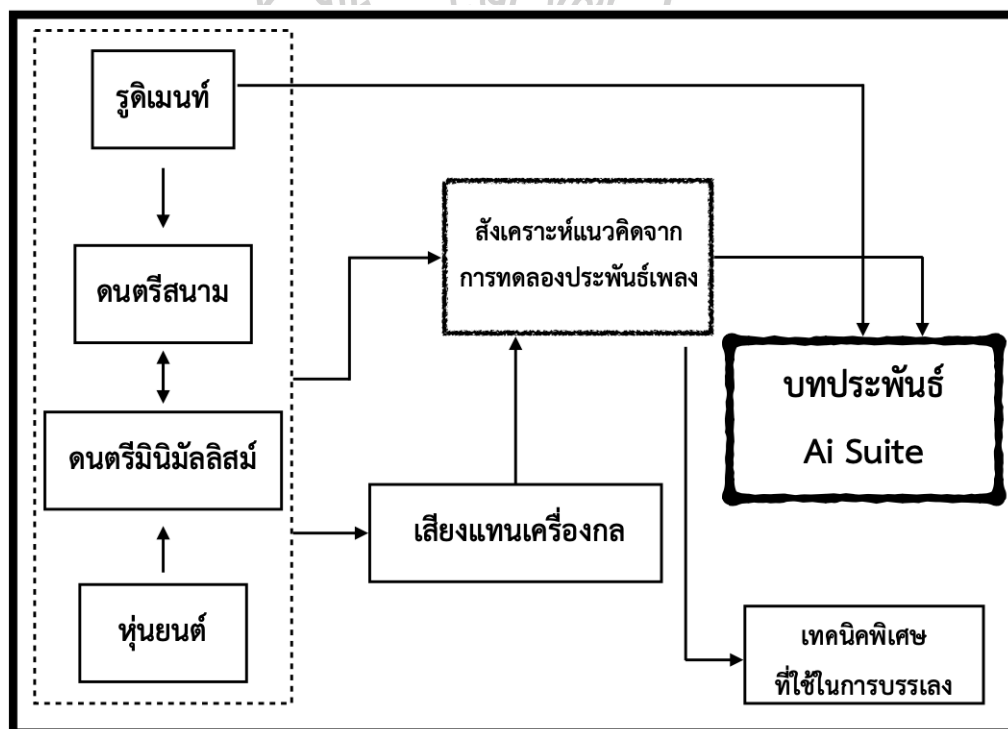 รูดิเมนท์
ดนตรีสนาม
ดนตรีมินิมัลลิสม์
หุ่นยนต์
สังเคราะห์แนวคิดจาก
การทดลองประพันธ์เพลง
เสียงแทนเครื่องกล
บทประพันธ์
Ai Suite
เทคนิคพิเศษ
ที่ใช้ในการบรรเลง